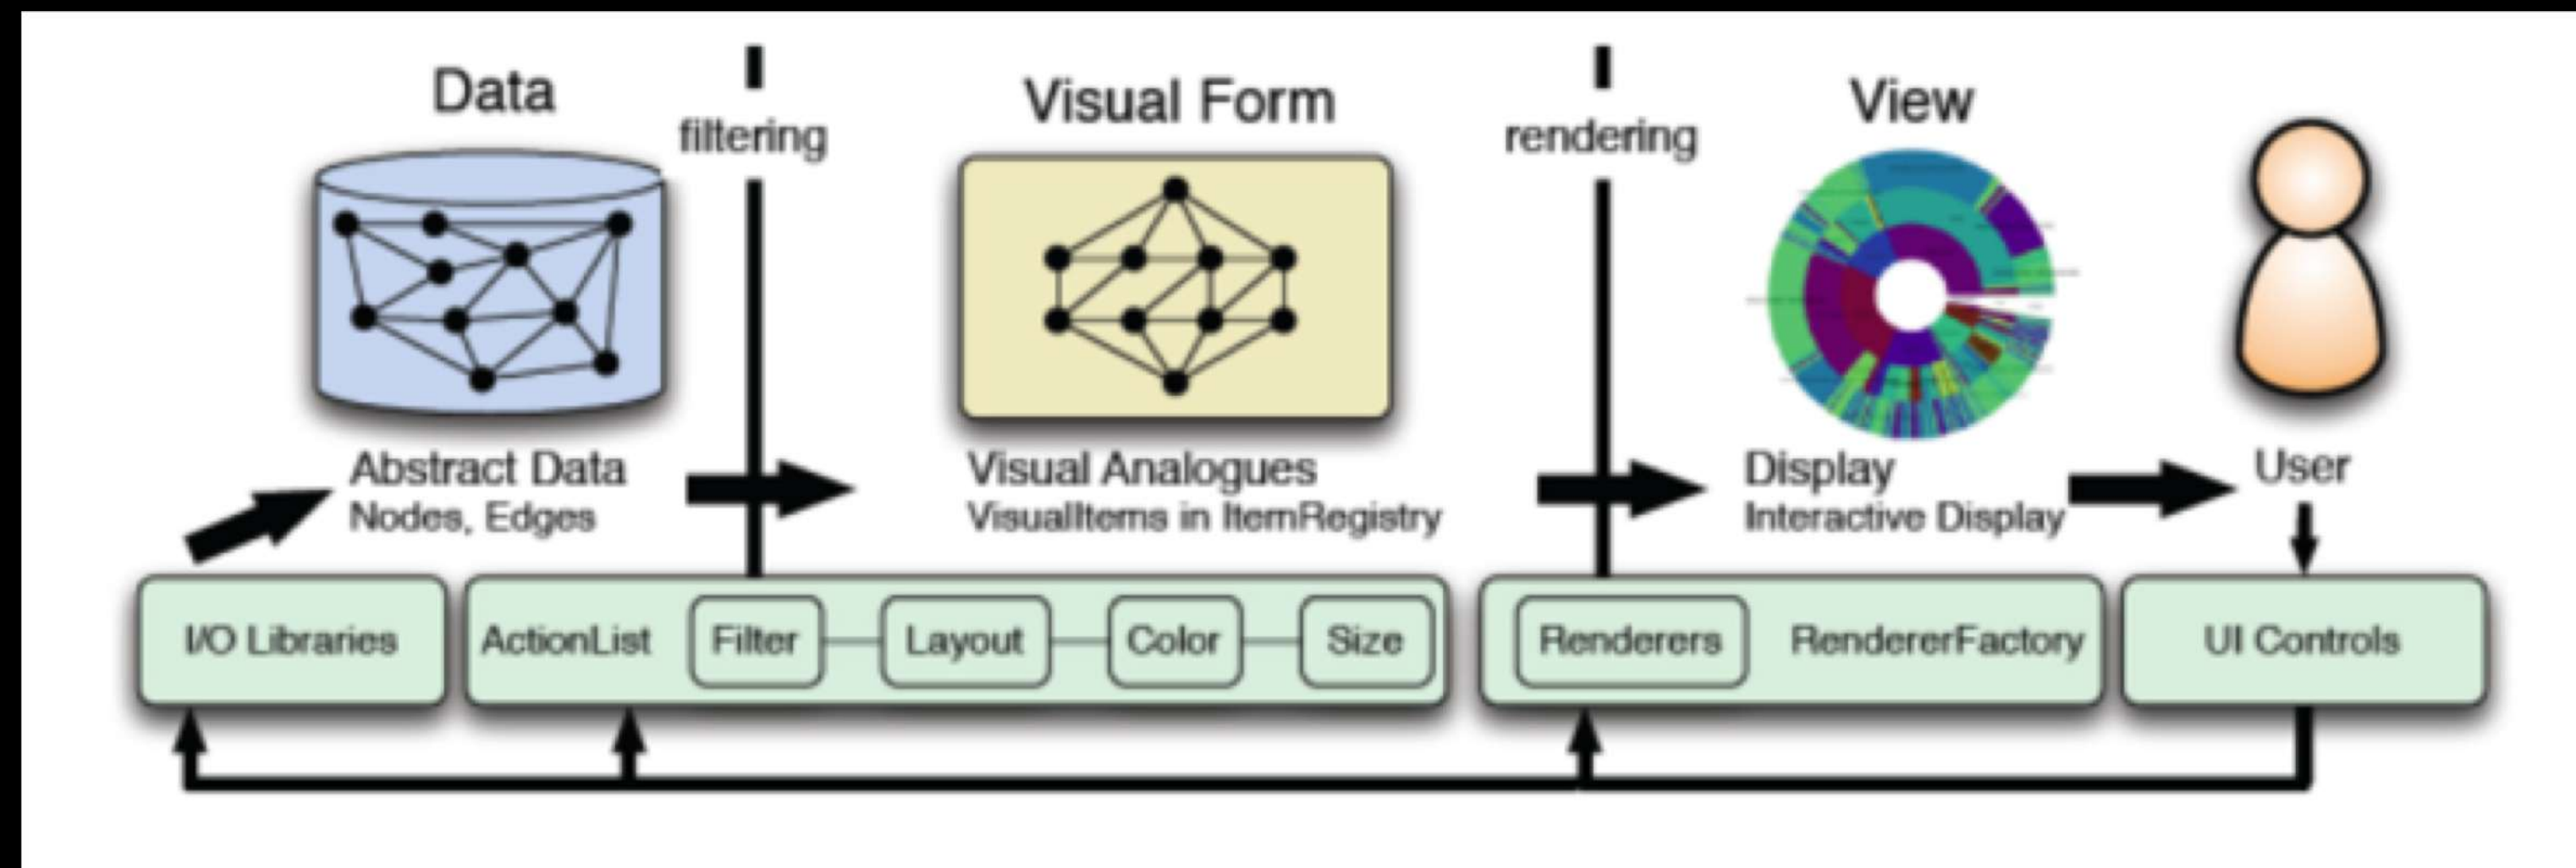 Data
filtering
Visual Form
rendering
View
Abstract Data
Nodes, Edges
Visual Analogues
VisualItems in ItemRegistry
Display
Interactive Display
User
I/O Libraries
ActionList
Filter
Layout
Color
Size
Renderers
RendererFactory
UI Controls